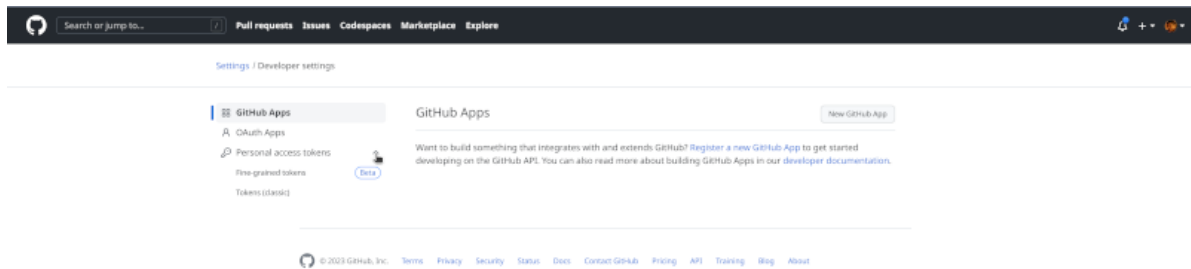 Search or jump to... / Pull requests Issues Codespaces Marketplace Explore
Settings / Developer settings
GitHub Apps
OAuth Apps
Personal access tokens
Fine-grained tokens Beta
Tokens (classic)
GitHub Apps New GitHub App
Want to build something that integrates with and extends GitHub? Register a new GitHub App to get started
developing on the GitHub API. You can also read more about building GitHub Apps in our developer documentation.
© 2023 GitHub, Inc. Terms Privacy Security Status Docs Contact GitHub Pricing API Training Blog About